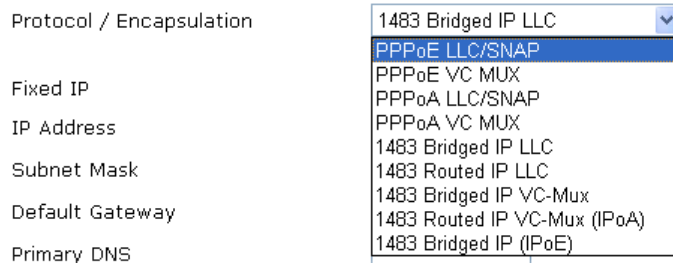 Protocol / Encapsulation
1483 Bridged IP LLC
PPPoE LLC/SNAP
PPPoE VC MUX
PPPoA LLC/SNAP
PPPoA VC MUX
1483 Bridged IP LLC
1483 Routed IP LLC
1483 Bridged IP VC-Mux
1483 Routed IP VC-Mux (IPoA)
1483 Bridged IP (IPoE)
Fixed IP
IP Address
Subnet Mask
Default Gateway
Primary DNS